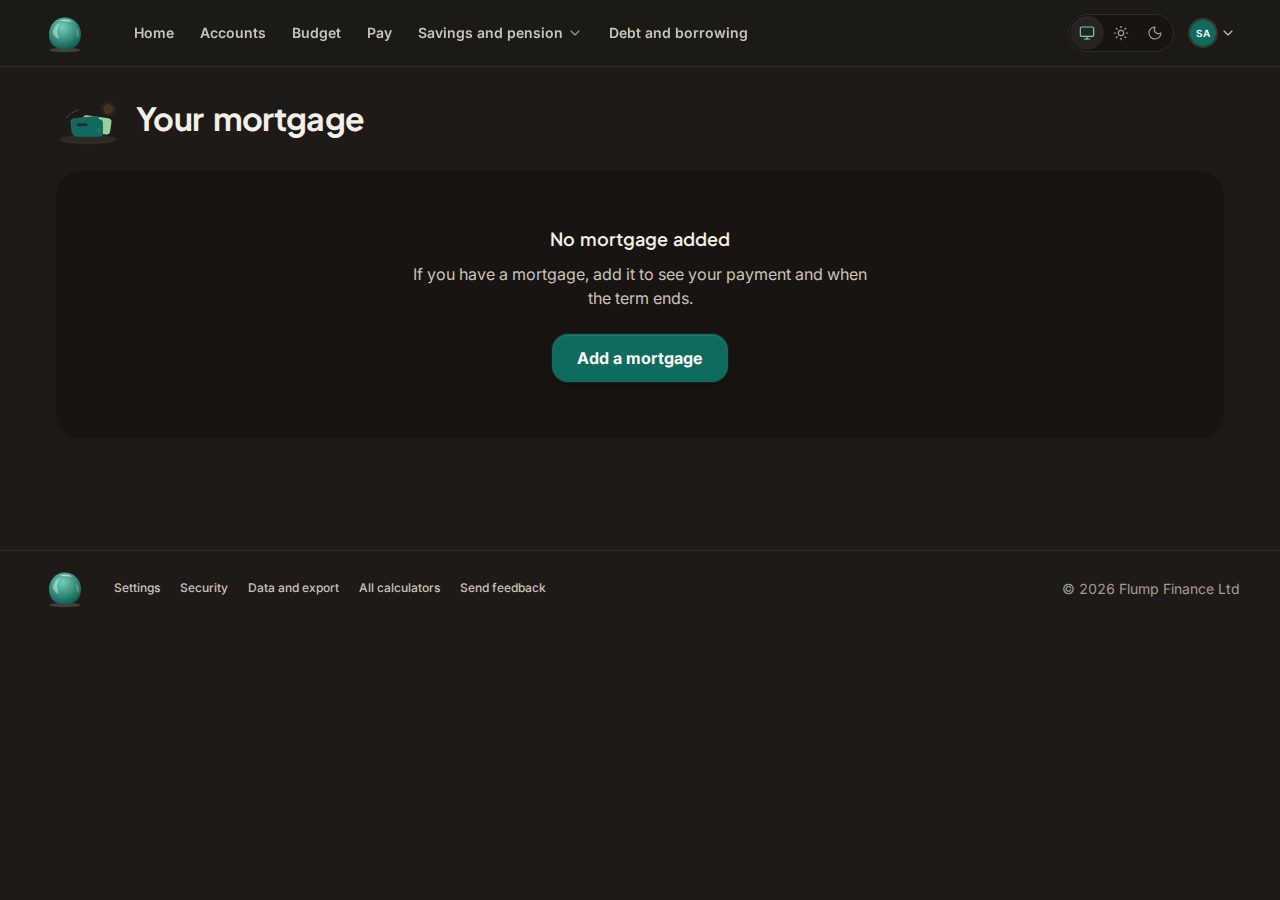 Home Accounts Budget Pay Savings and pension Debt and borrowing SA
Your mortgage
No mortgage added
If you have a mortgage, add it to see your payment and when
the term ends.
Add a mortgage
Settings Security Data and export All calculators Send feedback © 2026 Flump Finance Ltd